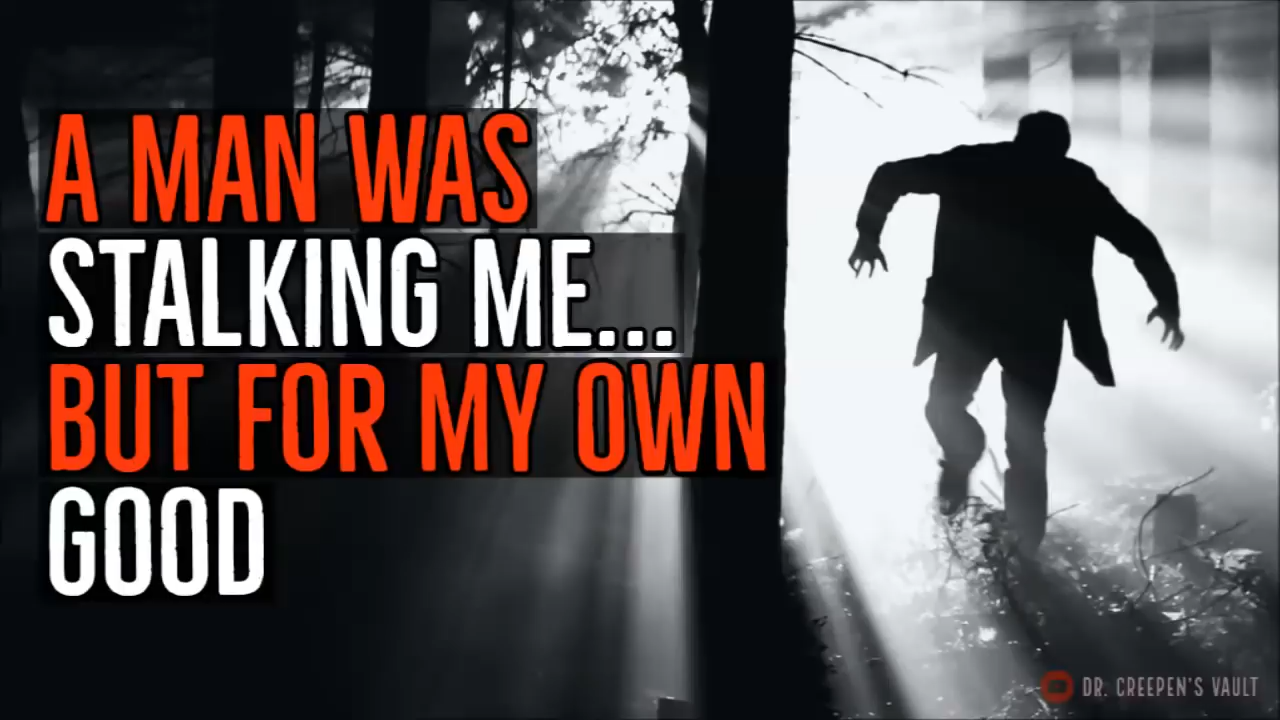 A MAN WAS
STALKING ME...
BUT FOR MY OWN
GOOD
DR. CREEPEN'S VAULT